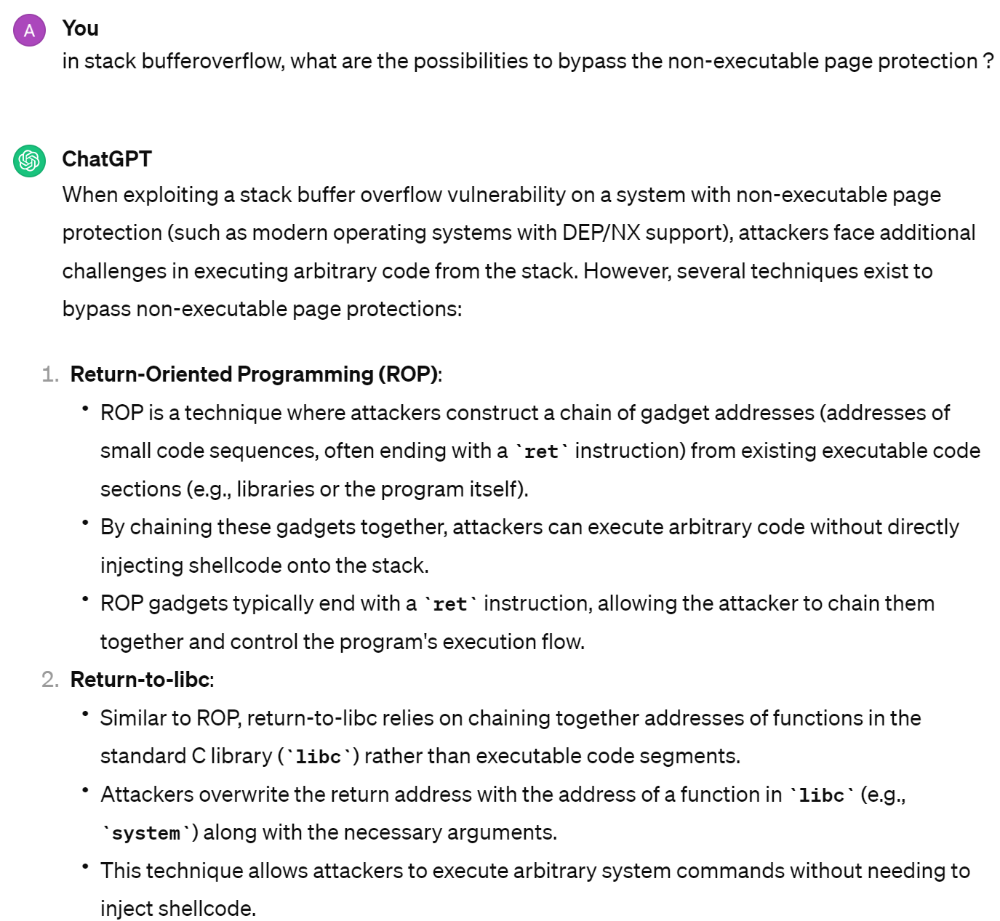 A
You
in stack bufferoverflow, what are the possibilities to bypass the non-executable page protection ?
ChatGPT
When exploiting a stack buffer overflow vulnerability on a system with non-executable page
protection (such as modern operating systems with DEP/NX support), attackers face additional
challenges in executing arbitrary code from the stack. However, several techniques exist to
bypass non-executable page protections:
1. Return-Oriented Programming (ROP):
• ROP is a technique where attackers construct a chain of gadget addresses (addresses of
small code sequences, often ending with a `ret` instruction) from existing executable code
sections (e.g., libraries or the program itself).
• By chaining these gadgets together, attackers can execute arbitrary code without directly
injecting shellcode onto the stack.
• ROP gadgets typically end with a `ret` instruction, allowing the attacker to chain them
together and control the program's execution flow.
2. Return-to-libc:
• Similar to ROP, return-to-libc relies on chaining together addresses of functions in the
standard C library (`libc`) rather than executable code segments.
• Attackers overwrite the return address with the address of a function in `libc` (e.g.,
`system`) along with the necessary arguments.
• This technique allows attackers to execute arbitrary system commands without needing to
inject shellcode.